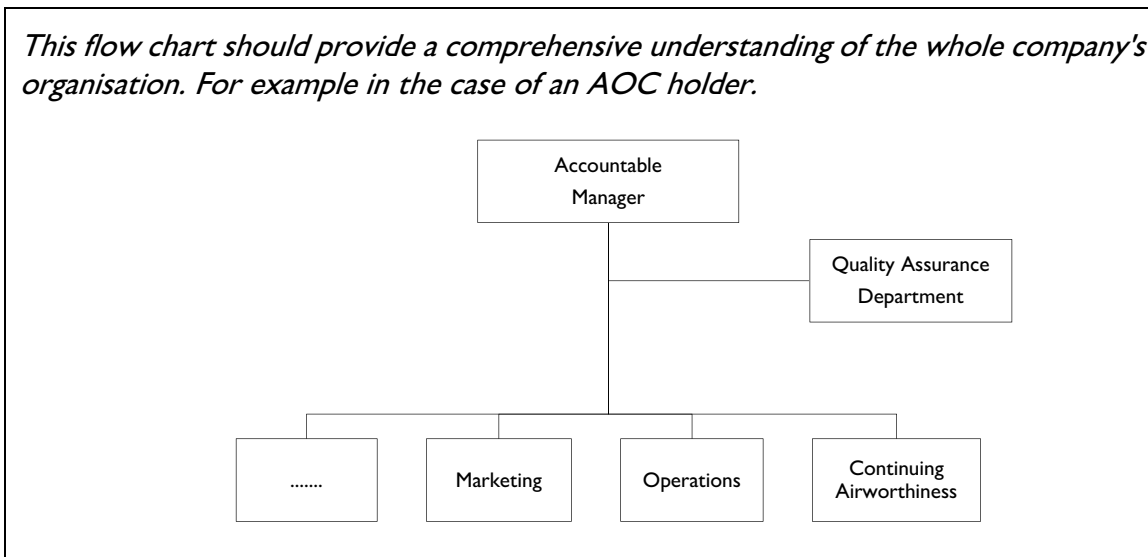 This flow chart should provide a comprehensive understanding of the whole company's
organisation. For example in the case of an AOC holder.
Accountable
Manager
Quality Assurance
Department
.......
Marketing
Operations
Continuing
Airworthiness